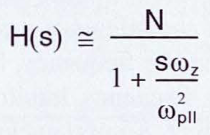 H(s) ≅ N / (1 + sω_z / ω_pll^2)